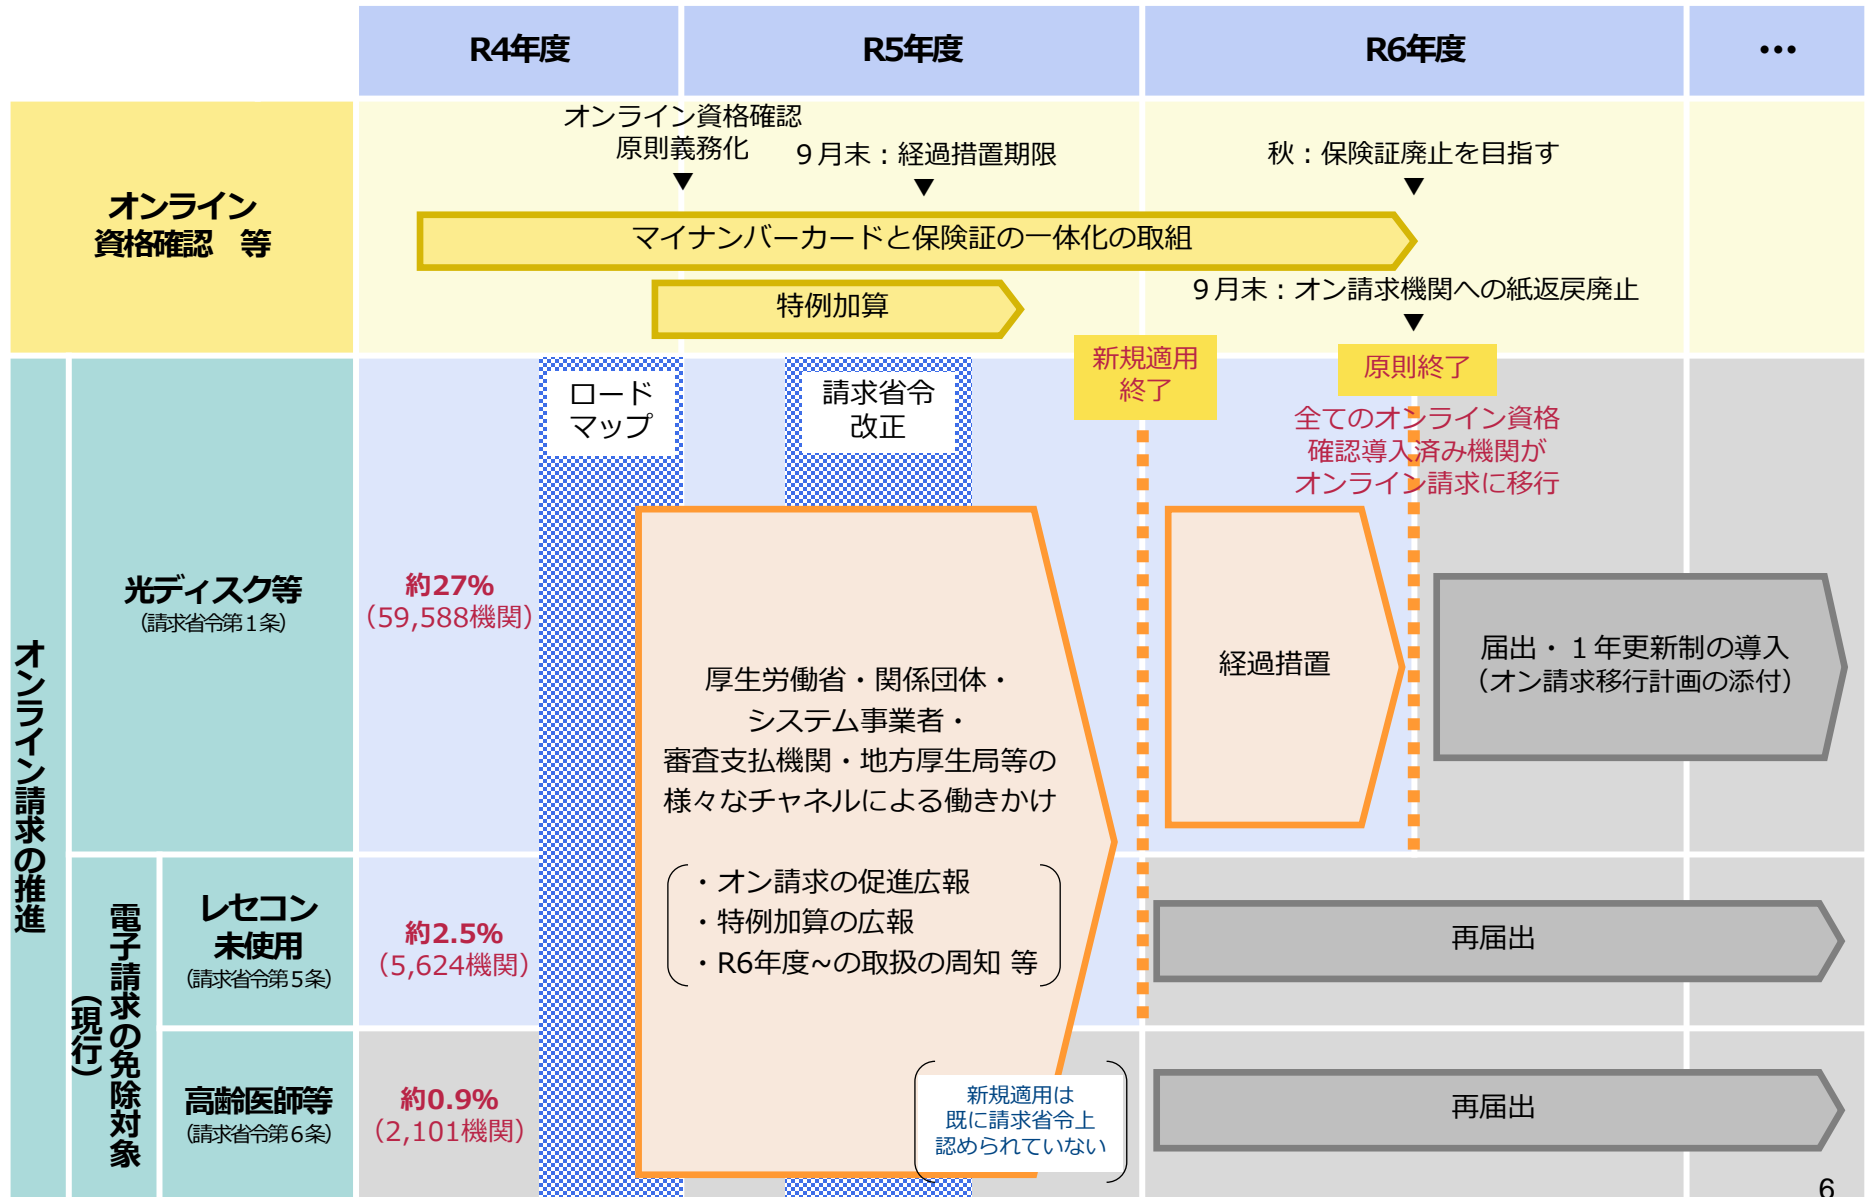 R4年度
R5年度
R6年度
…
オンライン
資格確認　等
オンライン資格確認
原則義務化
９月末：経過措置期限
秋：保険証廃止を目指す
マイナンバーカードと保険証の一体化の取組
特例加算
９月末：オン請求機関への紙返戻廃止
オンライン請求の推進
光ディスク等
（請求省令第１条）
約27%
（59,588機関）
ロード
マップ
請求省令
改正
新規適用
終了
原則終了
全てのオンライン資格
確認導入済み機関が
オンライン請求に移行
厚生労働省・関係団体・
システム事業者・
審査支払機関・地方厚生局等の
様々なチャネルによる働きかけ
・オン請求の促進広報
・特例加算の広報
・R6年度~の取扱の周知 等
経過措置
届出・１年更新制の導入
（オン請求移行計画の添付）
電子請求の免除対象
（現行）
レセコン
未使用
（請求省令第５条）
約2.5%
（5,624機関）
再届出
高齢医師等
（請求省令第６条）
約0.9%
（2,101機関）
新規適用は
既に請求省令上
認められていない
再届出
6